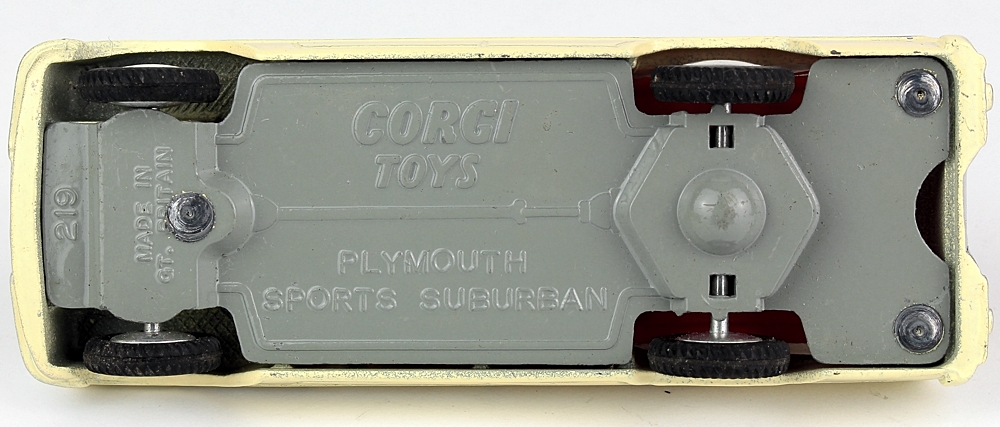 CORGI
TOYS
PLYMOUTH
SPORTS SUBURBAN
219
MADE IN
GT. BRITAIN